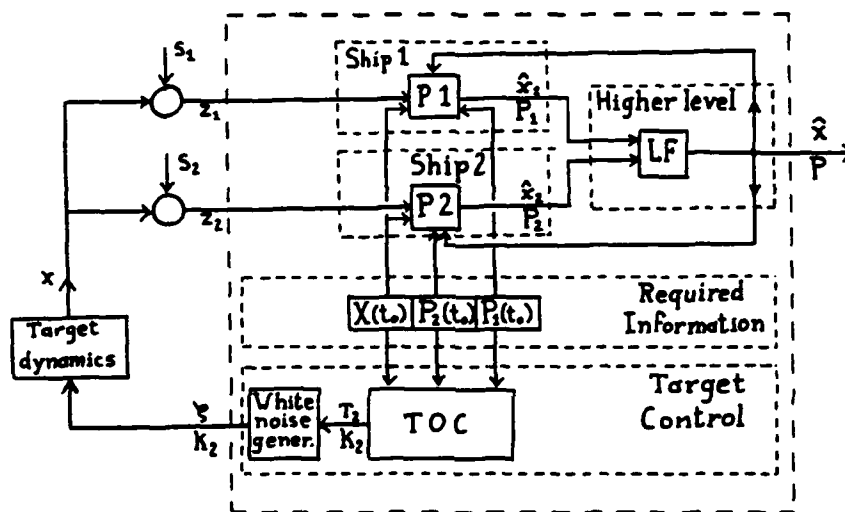 S₁
Ship 1
P1
x̂₂
P₁
Higher level
z₁
LF
x̂
P
S₂
Ship 2
P2
x̂₂
P₂
z₂
x
X(t₀) P₂(t₀) P₁(t₀)
Required
Information
Target
dynamics
ξ
K₂
White
noise
gener.
T₂
K₂
TOC
Target
Control